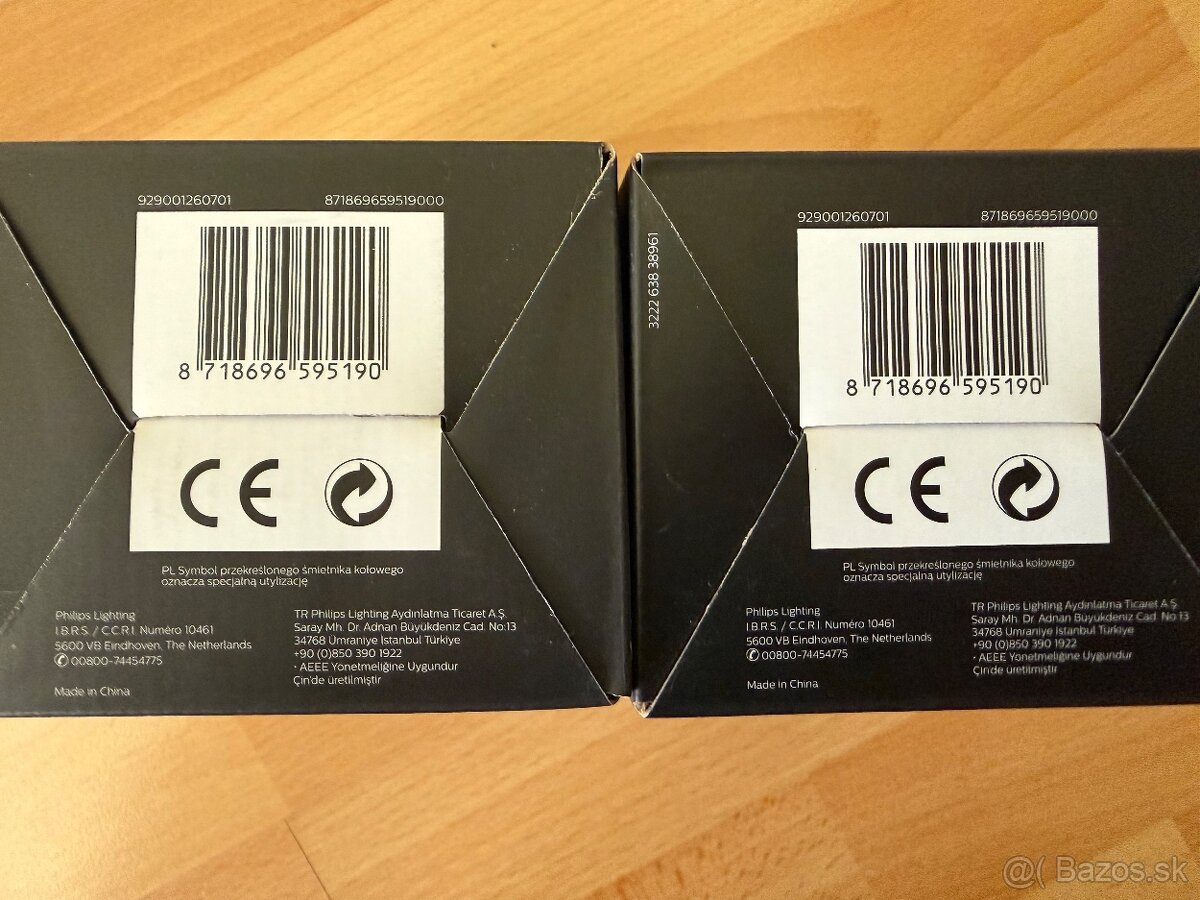 929001260701 871869659519000
8 718696 595190
CE
PL Symbol przekreślonego śmietnika kołowego
oznacza specjalną utylizację
Philips Lighting
I.B.R.S. / C.C.R.I. Numéro 10461
5600 VB Eindhoven, The Netherlands
00800-74454775
Made in China
TR Philips Lighting Aydınlatma Ticaret A.Ş.
Saray Mh. Dr. Adnan Büyükdeniz Cad. No:13
34768 Ümraniye İstanbul Türkiye
+90 (0)850 390 1922
• AEEE Yönetmeliğine Uygundur
Çin'de üretilmiştir
3222 638 38961
929001260701 871869659519000
8 718696 595190
CE
PL Symbol przekreślonego śmietnika kołowego
oznacza specjalną utylizację
Philips Lighting
I.B.R.S. / C.C.R.I. Numéro 10461
5600 VB Eindhoven, The Netherlands
00800-74454775
Made in China
TR Philips Lighting Aydınlatma Ticaret A.Ş.
Saray Mh. Dr. Adnan Büyükdeniz Cad. No:13
34768 Ümraniye İstanbul Türkiye
+90 (0)850 390 1922
• AEEE Yönetmeliğine Uygundur
Çin'de üretilmiştir
@( Bazos.sk